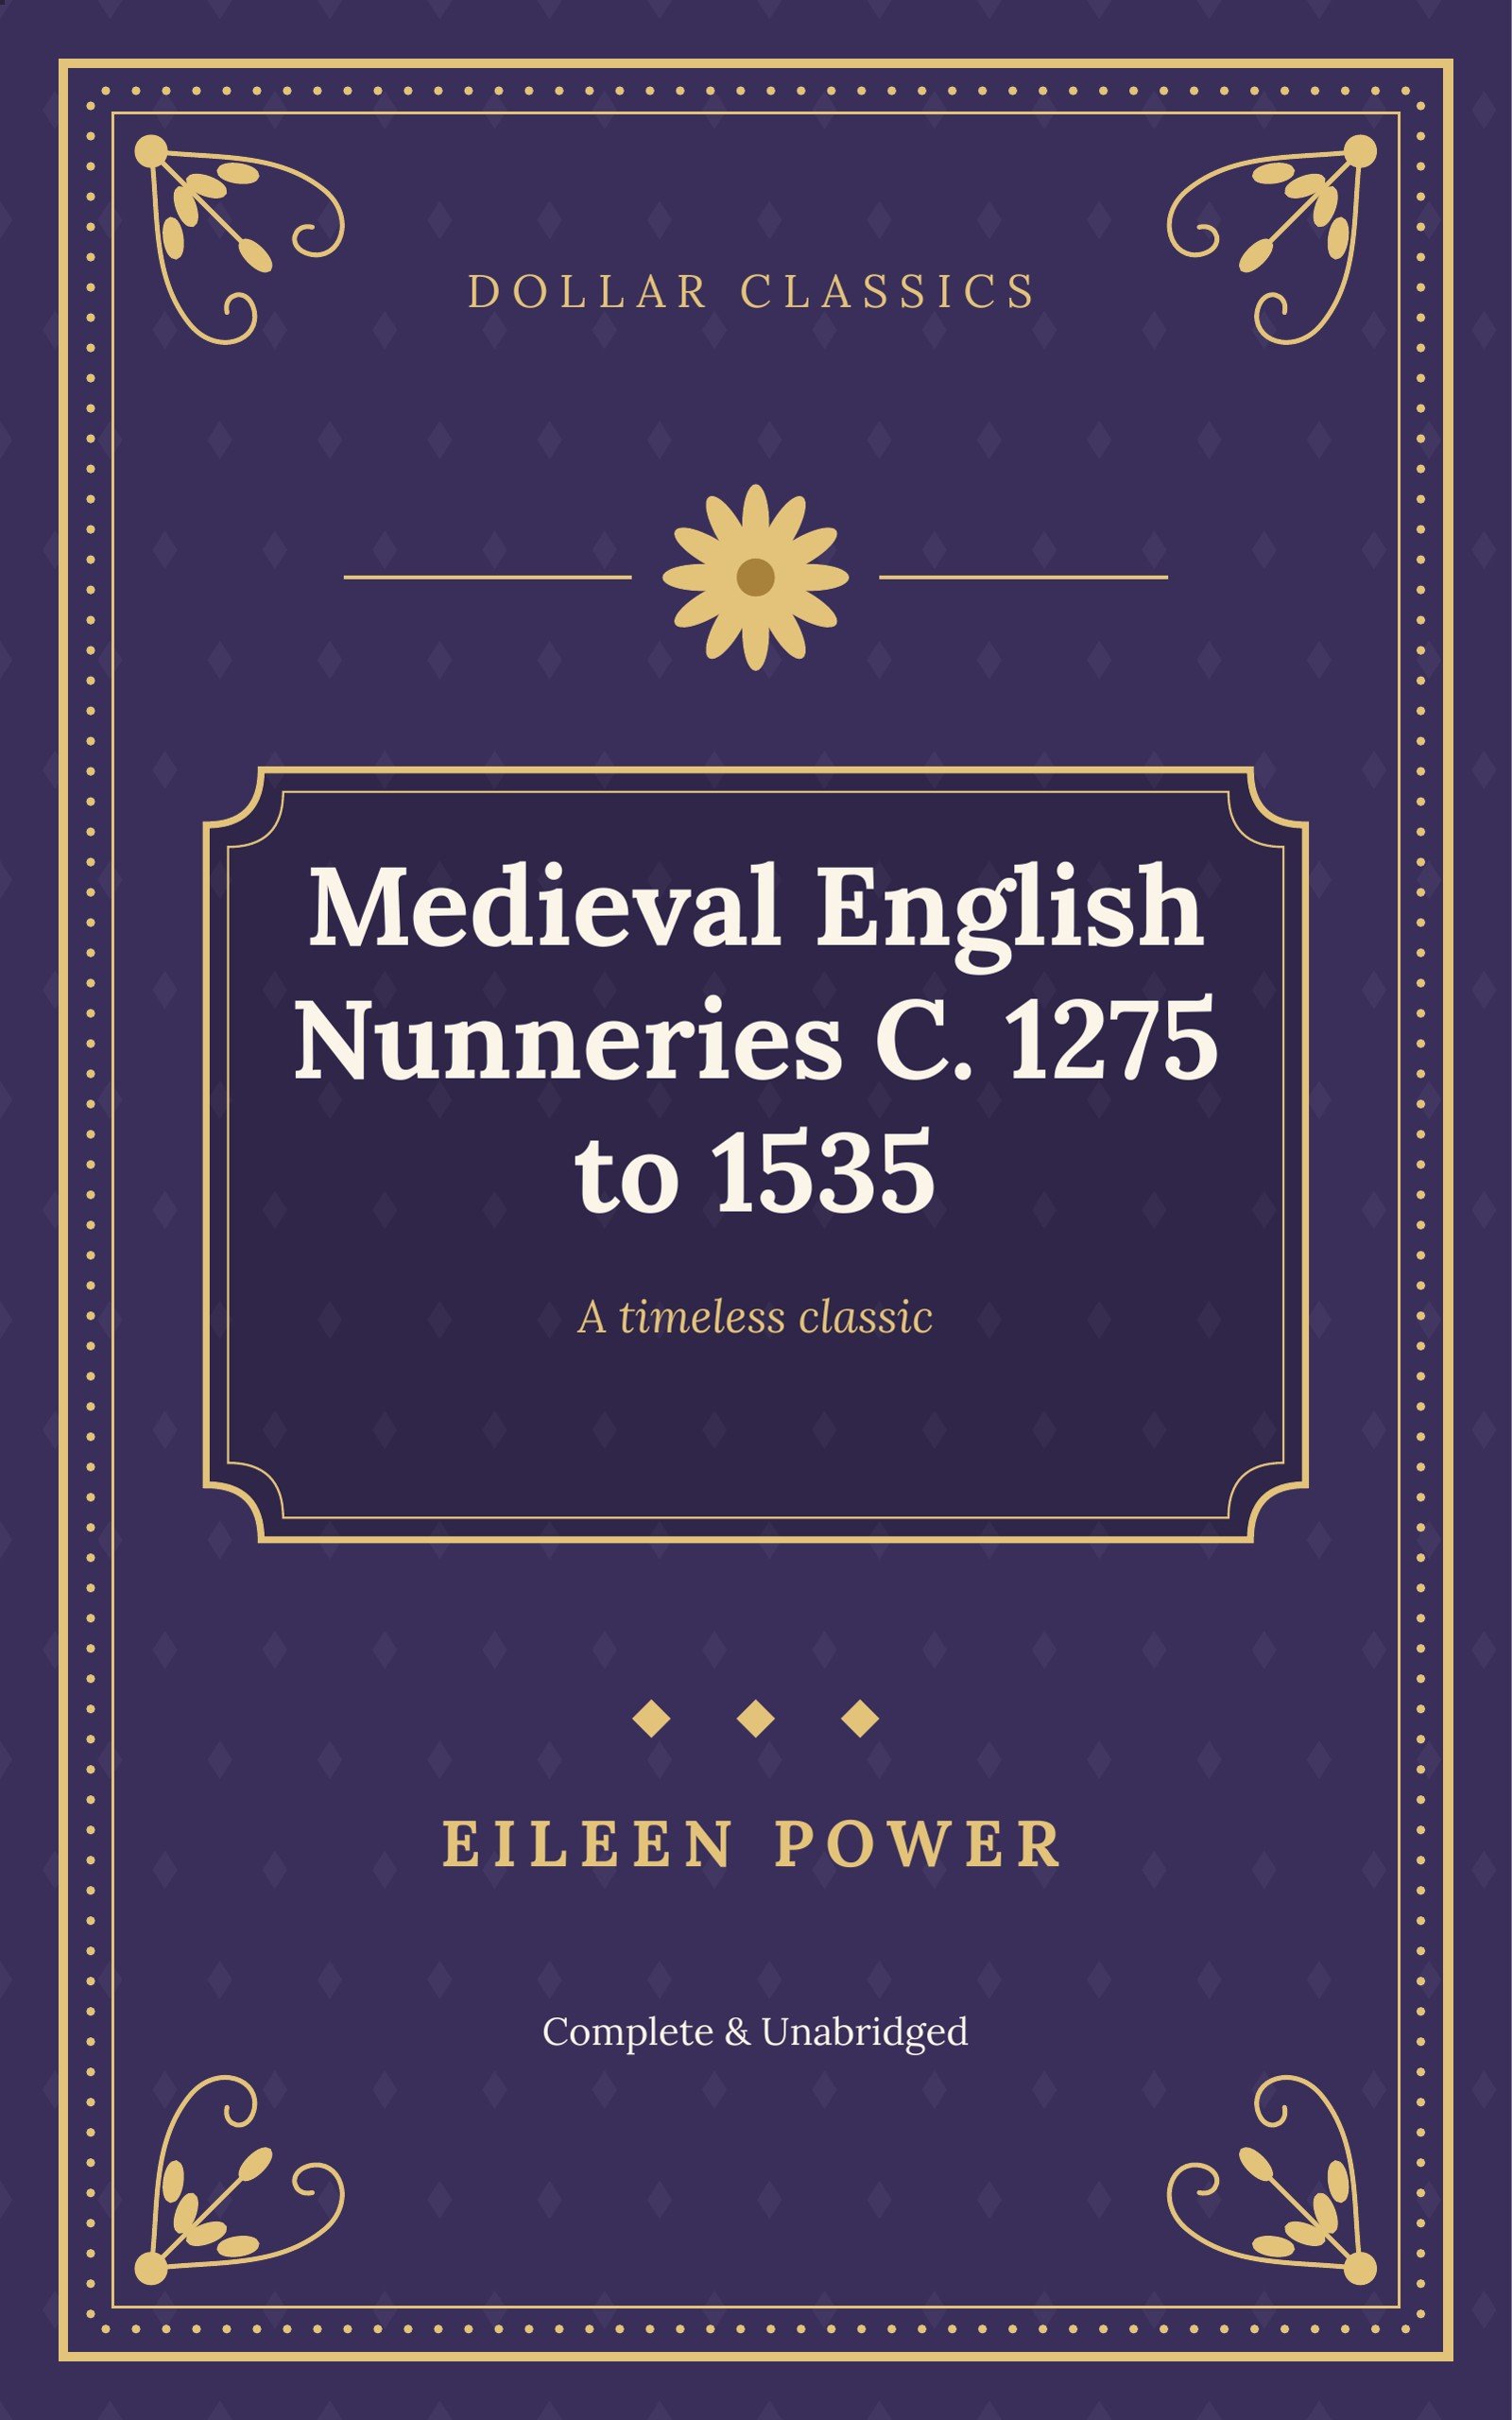 DOLLAR CLASSICS
Medieval English
Nunneries C. 1275
to 1535
A timeless classic
EILEEN POWER
Complete & Unabridged